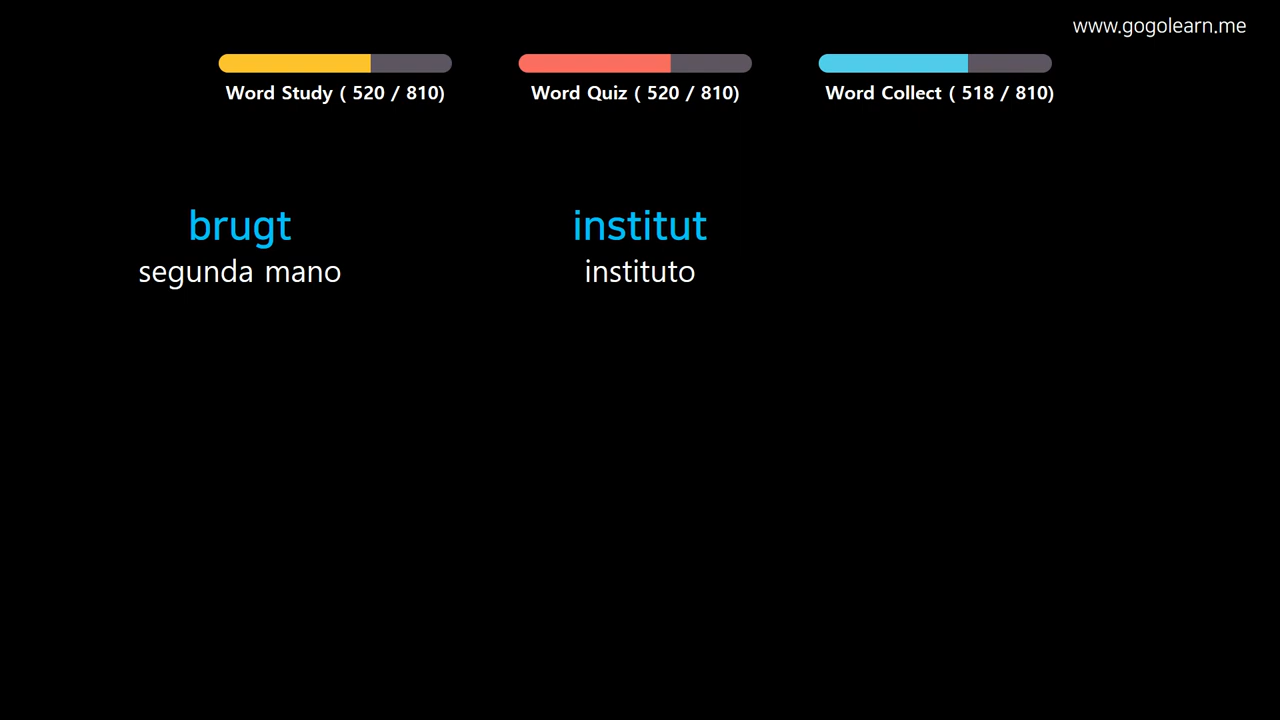 www.gogolearn.me
Word Study ( 520 / 810)
Word Quiz ( 520 / 810)
Word Collect ( 518 / 810)
brugt
segunda mano
institut
instituto